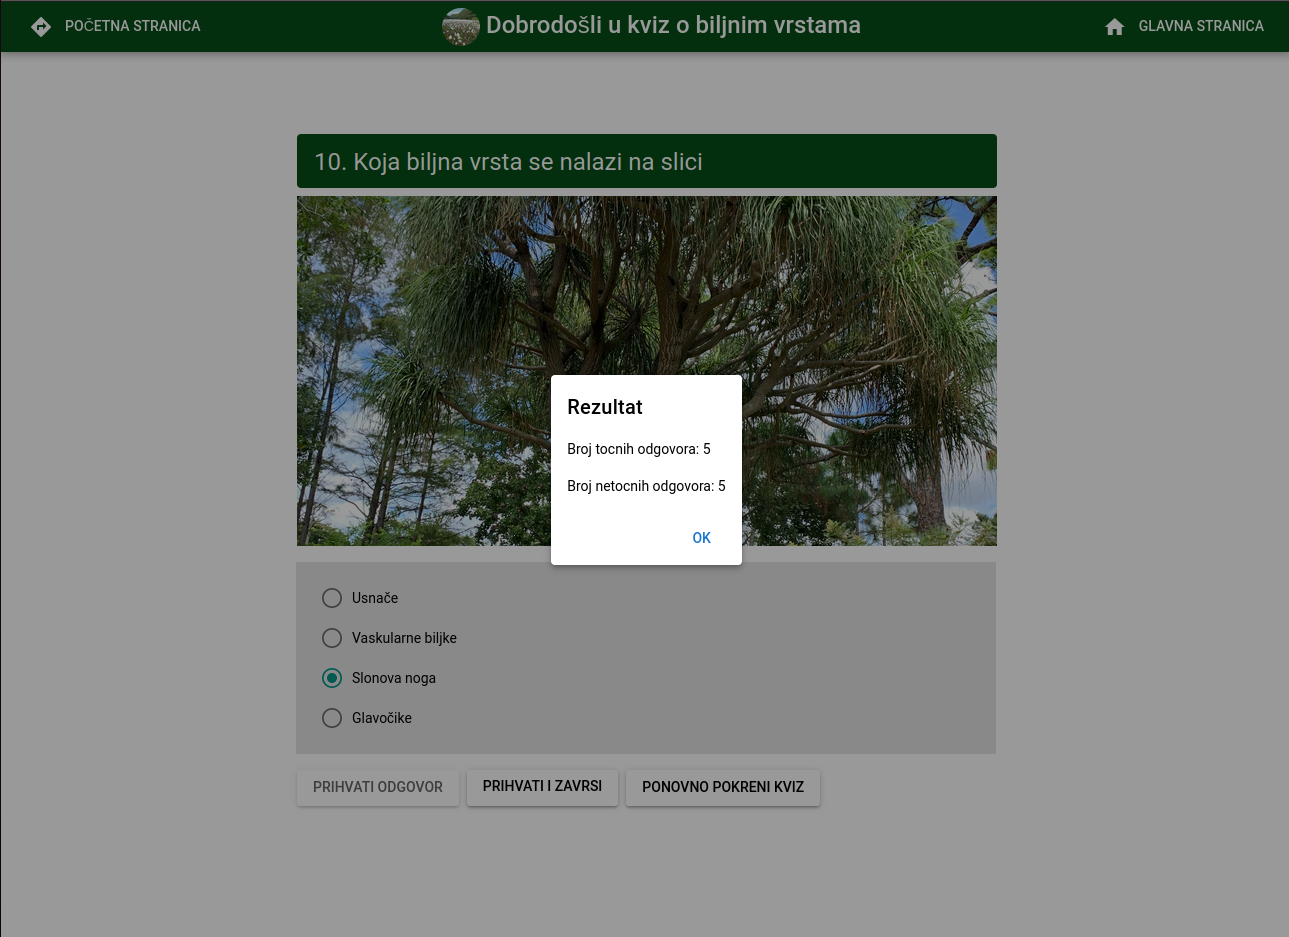 POČETNA STRANICA
Dobrodošli u kviz o biljnim vrstama
GLAVNA STRANICA
10. Koja biljna vrsta se nalazi na slici
Rezultat
Broj tocnih odgovora: 5
Broj netocnih odgovora: 5
OK
Usnače
Vaskularne biljke
Slonova noga
Glavočike
PRIHVATI ODGOVOR
PRIHVATI I ZAVRSI
PONOVNO POKRENI KVIZ